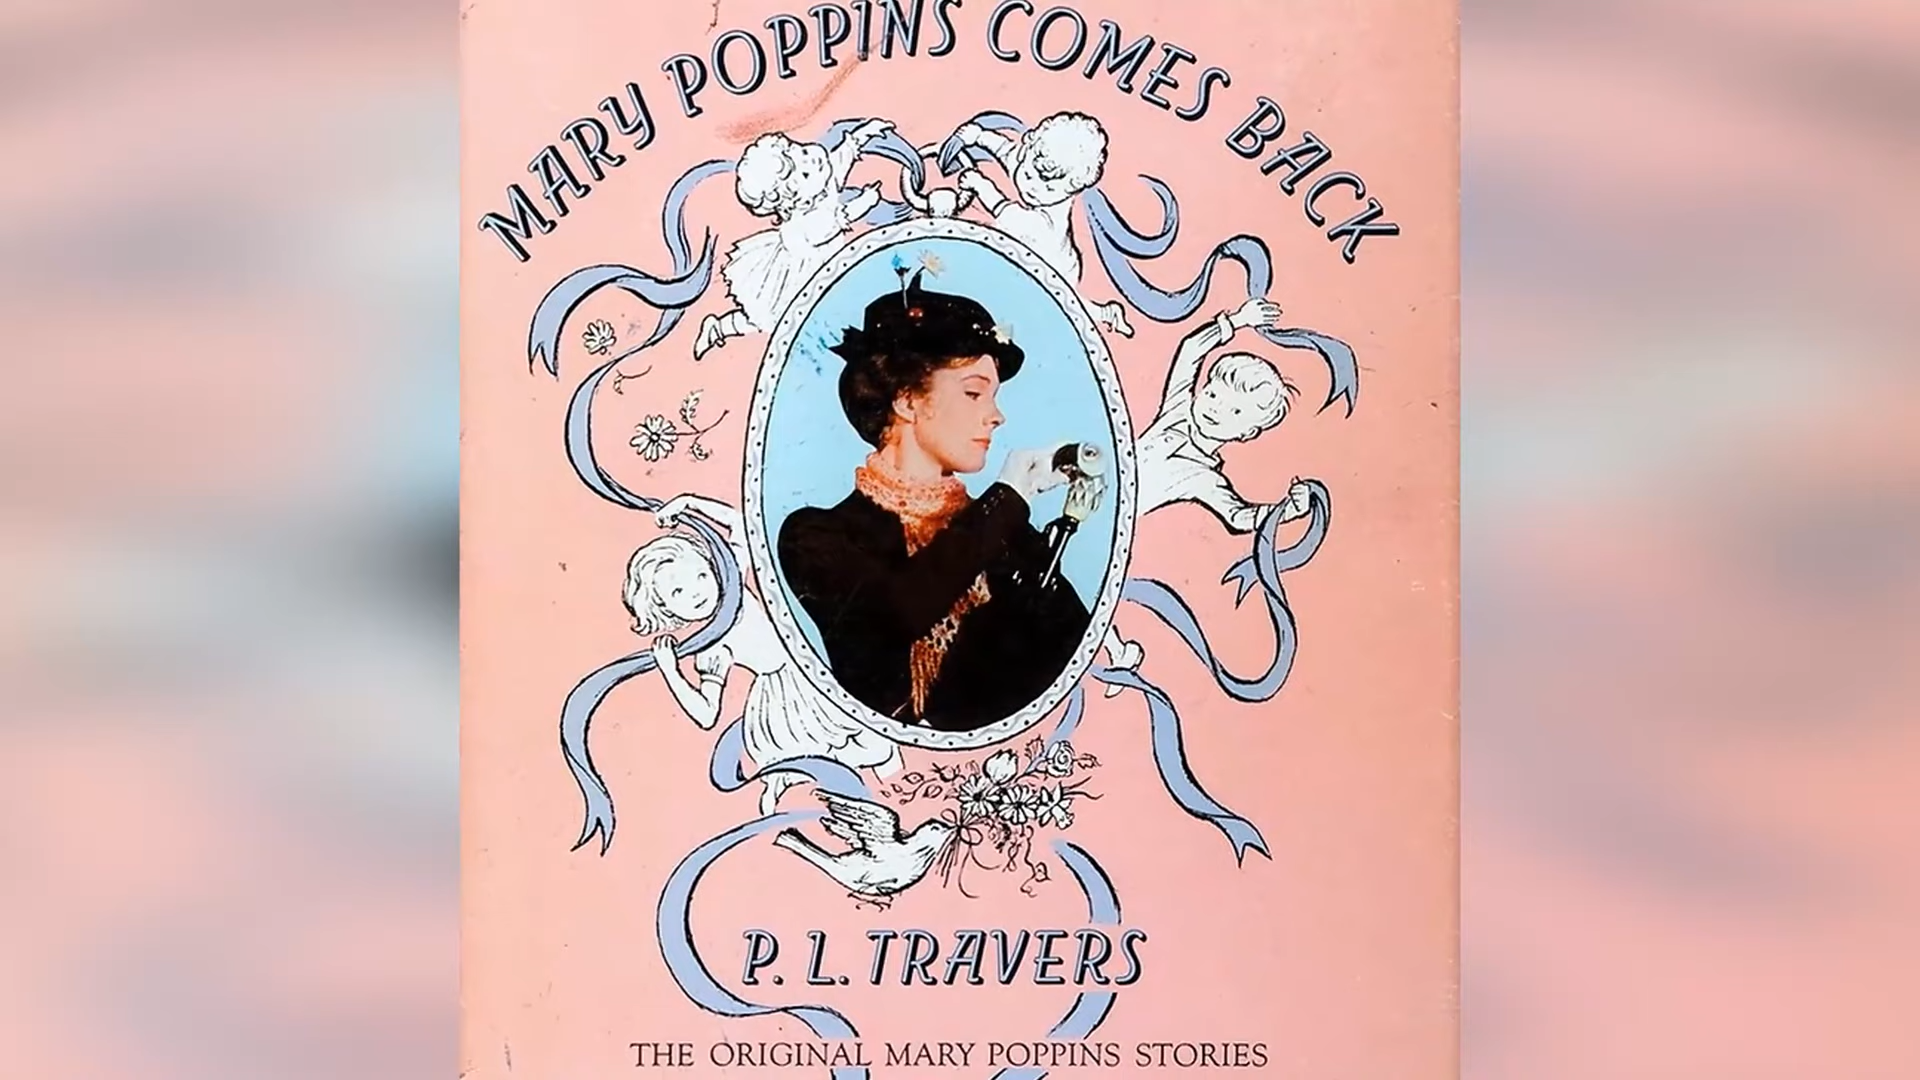 MARY POPPINS COMES BACK
P. L. TRAVERS
THE ORIGINAL MARY POPPINS STORIES